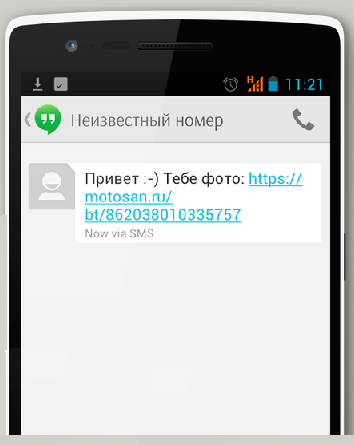 11:21
Неизвестный номер
Привет :-) Тебе фото: https://
motosan.ru/
bt/862038010335757
Now via SMS